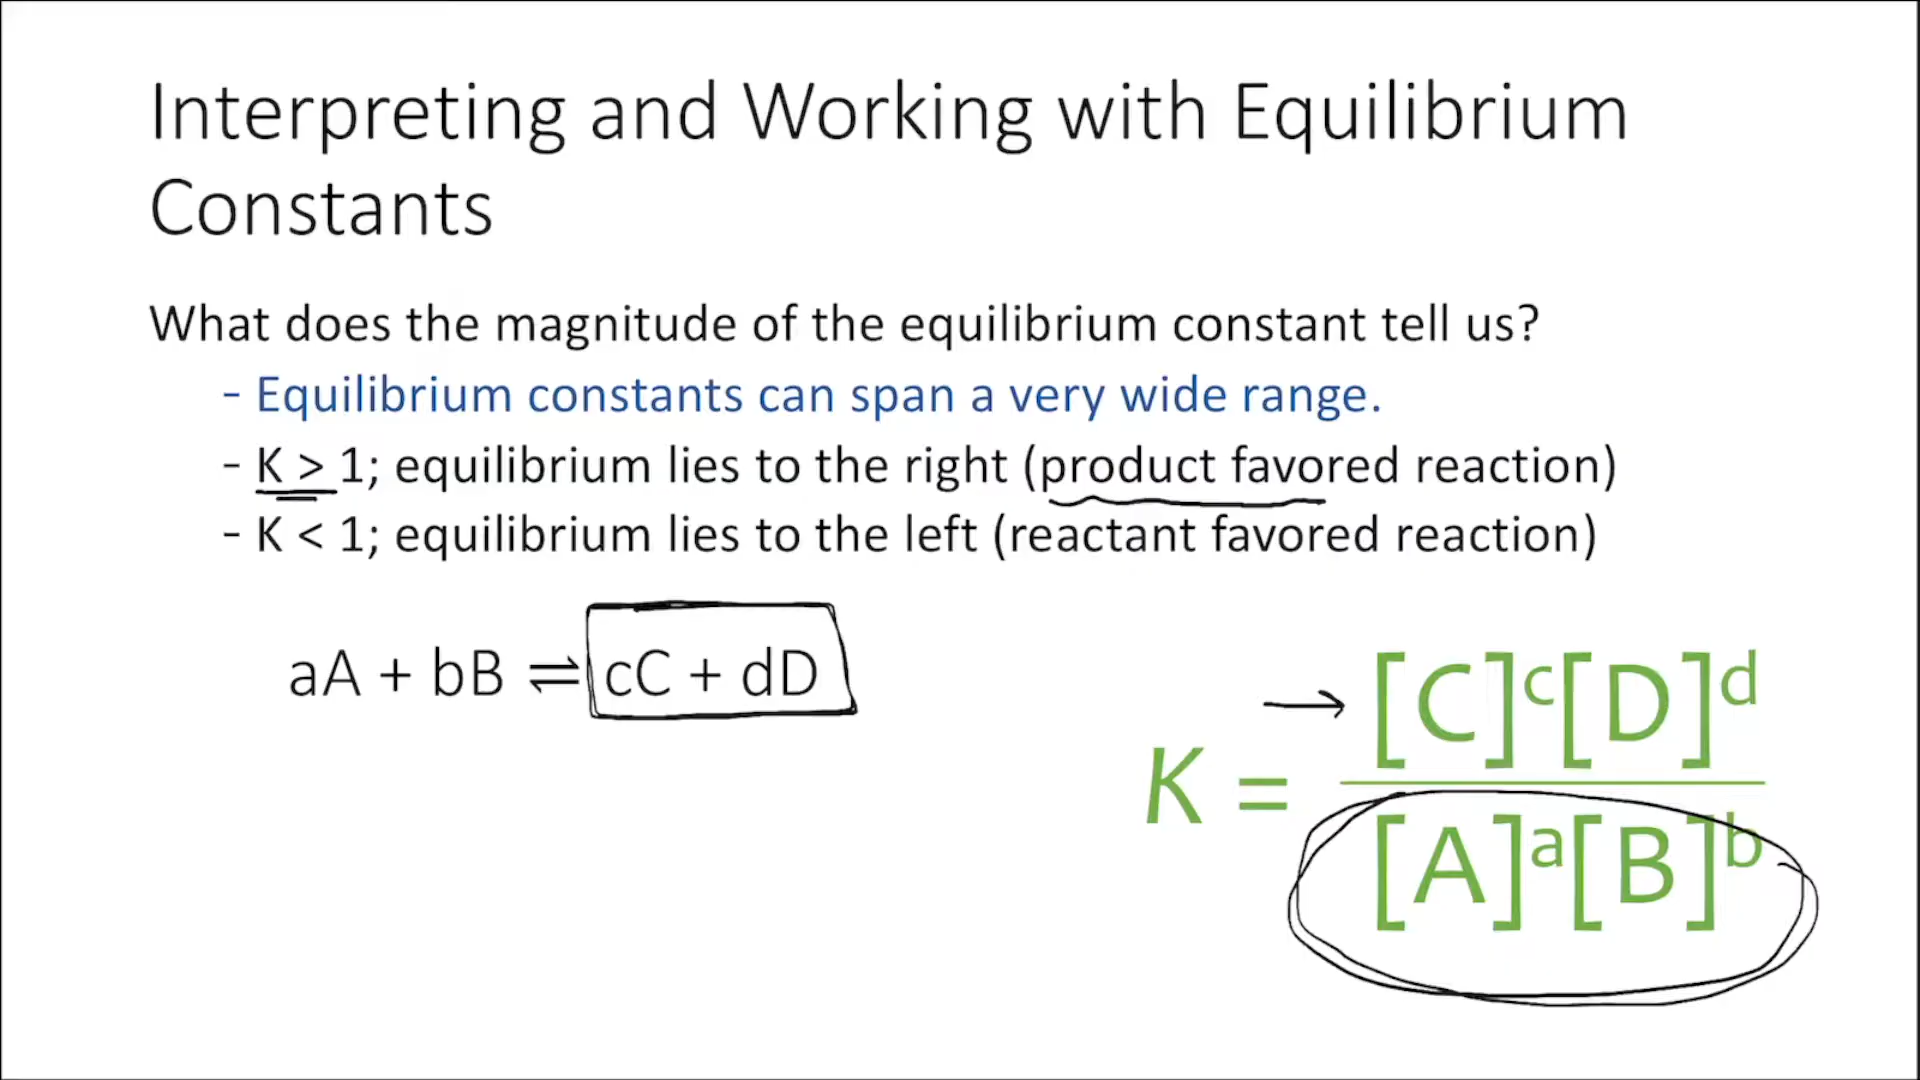 Interpreting and Working with Equilibrium
Constants
What does the magnitude of the equilibrium constant tell us?
- Equilibrium constants can span a very wide range.
- K > 1; equilibrium lies to the right (product favored reaction)
- K < 1; equilibrium lies to the left (reactant favored reaction)
aA + bB ⇌ cC + dD
[C]ᶜ[D]ᵈ
K =
[A]ᵃ[B]ᵇ